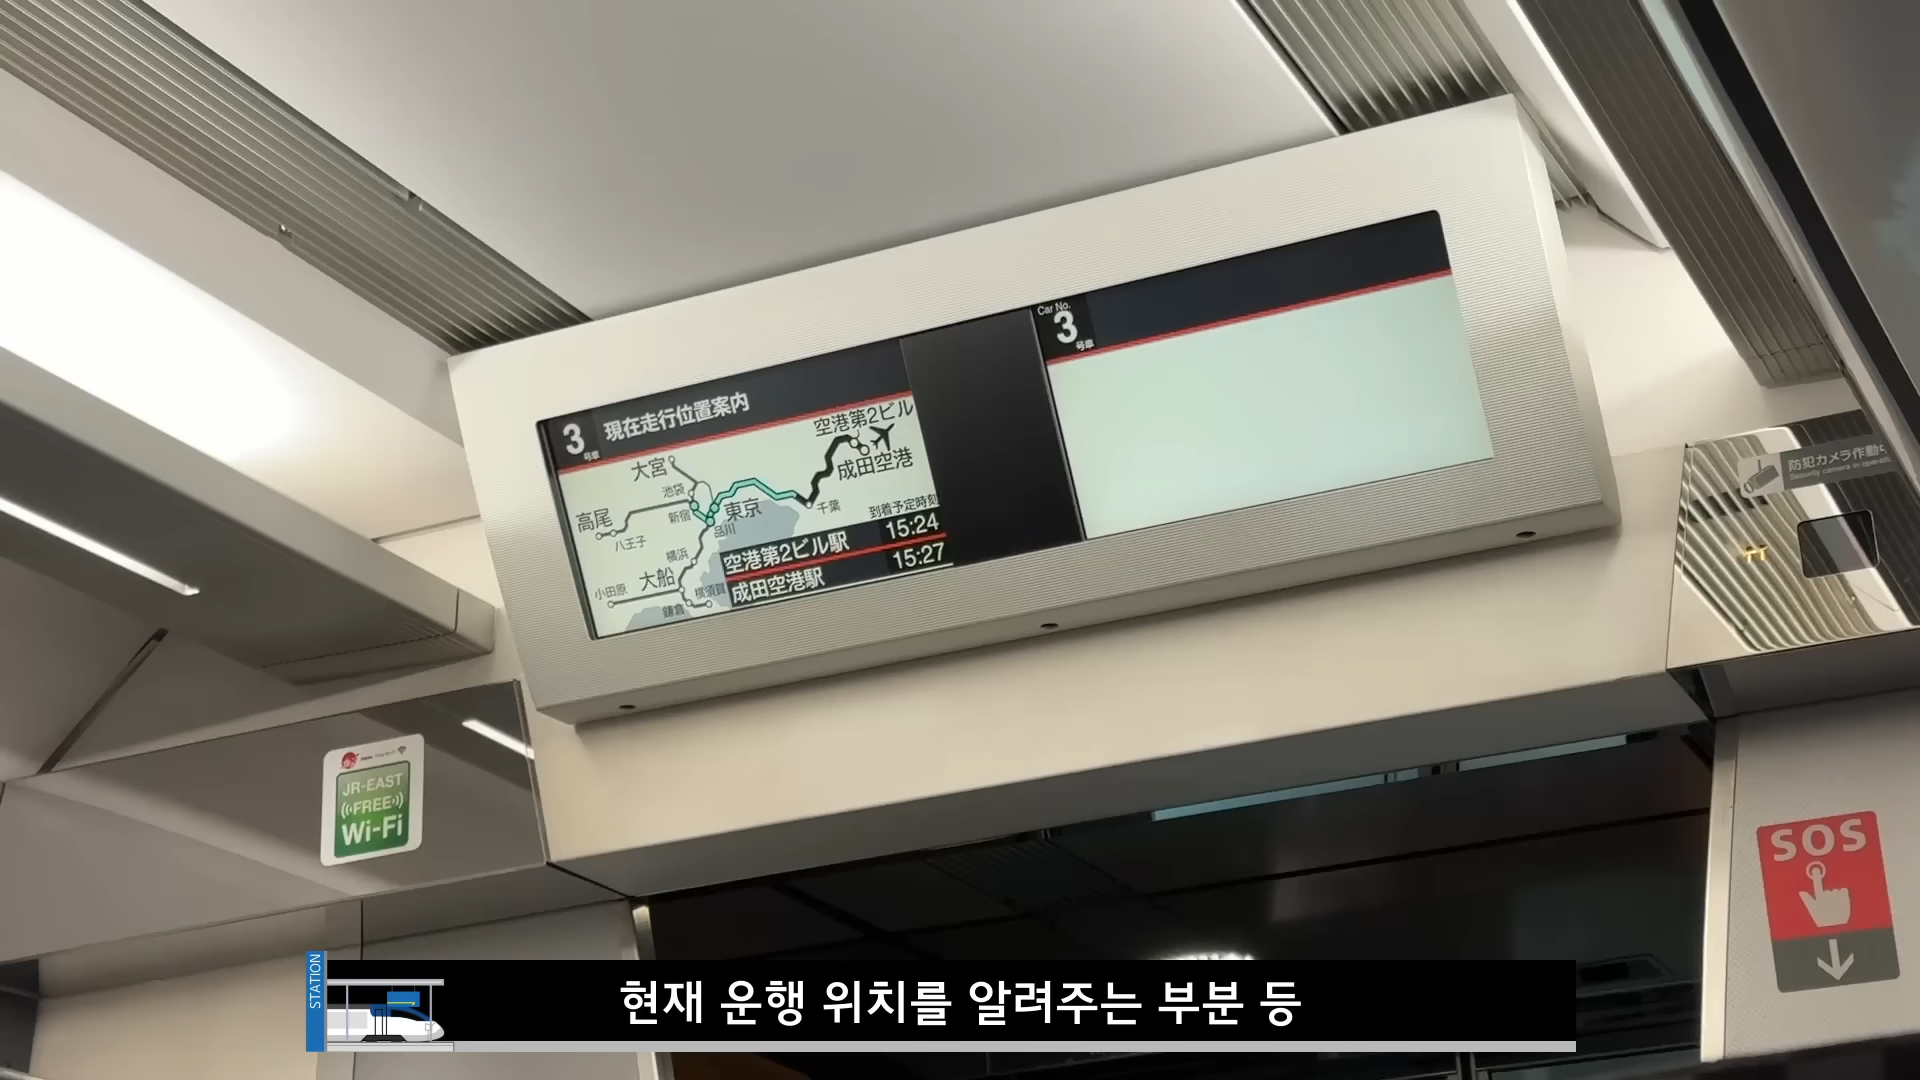 3号車 現在走行位置案内
大宮
池袋
高尾
新宿
八王子
東京
品川
千葉
空港第2ビル
成田空港
横浜
大船
小田原
横須賀
鎌倉
到着予定時刻
空港第2ビル駅 15:24
成田空港駅 15:27
Car No.
3
号車
防犯カメラ作動
JR-EAST
FREE
Wi-Fi
SOS
STATION
현재 운행 위치를 알려주는 부분 등